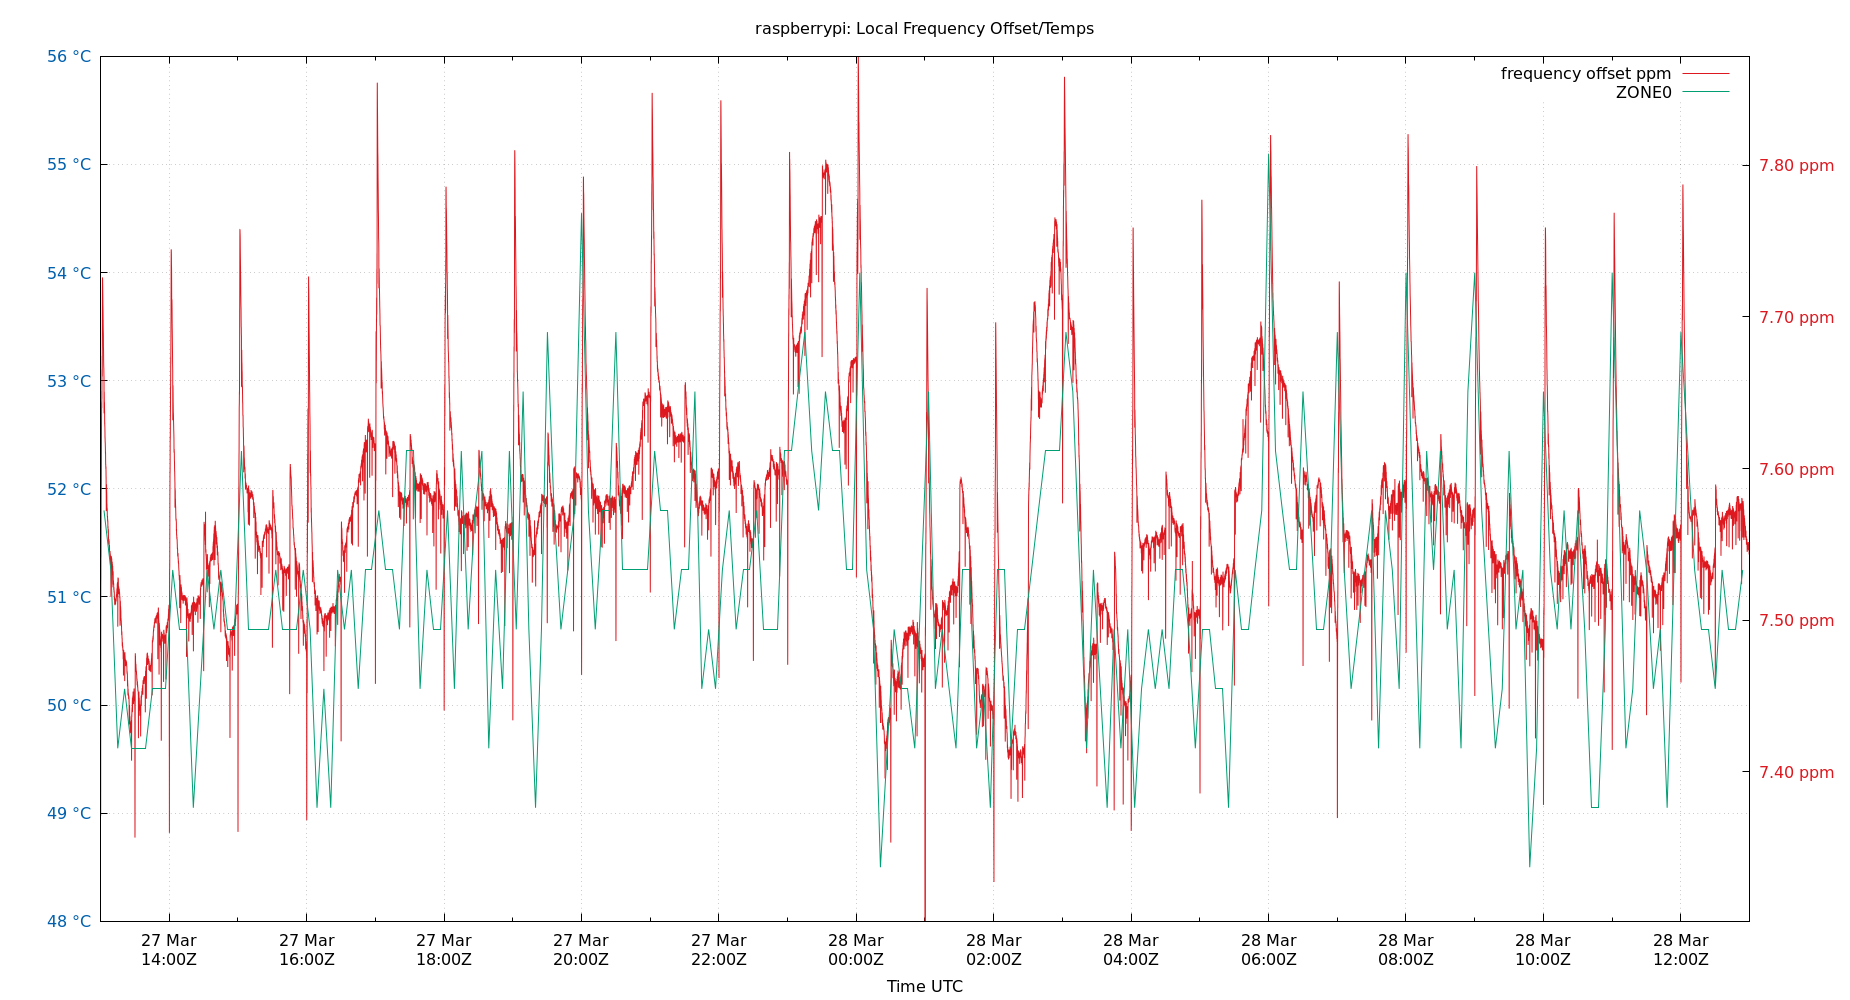 raspberrypi: Local Frequency Offset/Temps
frequency offset ppm
ZONE0
56 °C
55 °C
54 °C
53 °C
52 °C
51 °C
50 °C
49 °C
48 °C
7.80 ppm
7.70 ppm
7.60 ppm
7.50 ppm
7.40 ppm
27 Mar 27 Mar 27 Mar 27 Mar 27 Mar 28 Mar 28 Mar 28 Mar 28 Mar 28 Mar 28 Mar 28 Mar
14:00Z 16:00Z 18:00Z 20:00Z 22:00Z 00:00Z 02:00Z 04:00Z 06:00Z 08:00Z 10:00Z 12:00Z
Time UTC